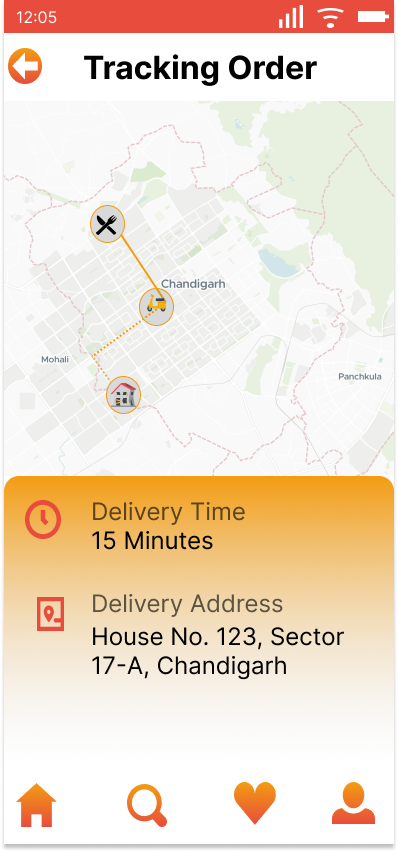 12:05
Tracking Order
Chandigarh
Mohali
Panchkula
Delivery Time
15 Minutes
Delivery Address
House No. 123, Sector
17-A, Chandigarh